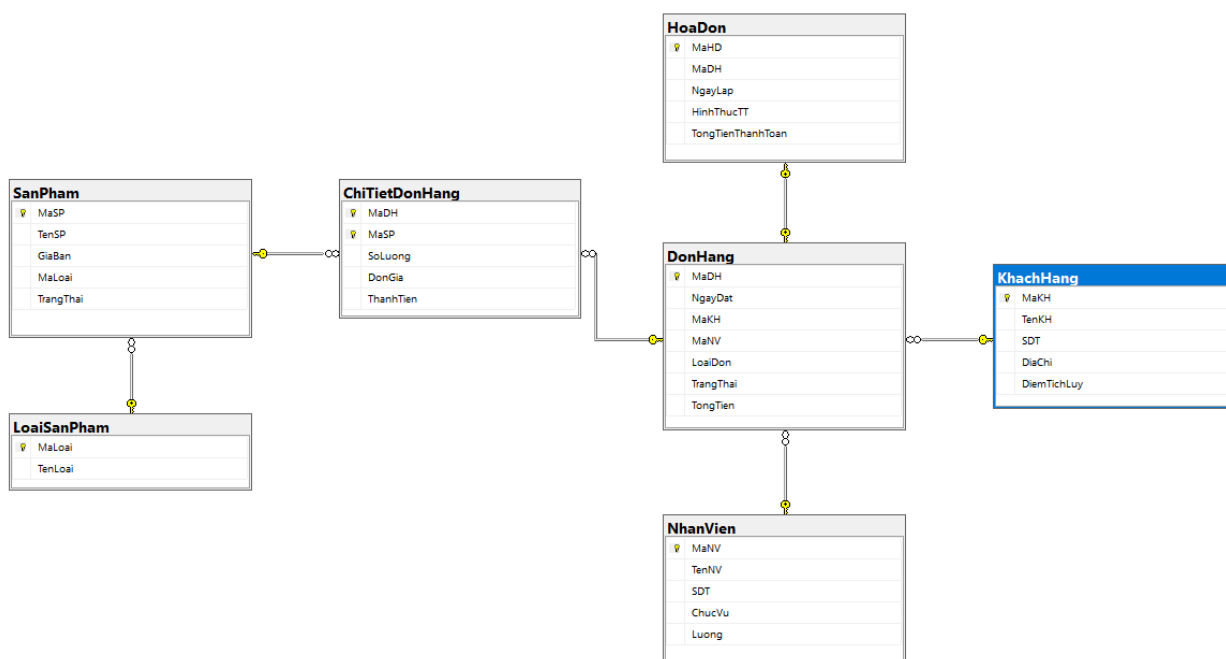 HoaDon
MaHD
MaDH
NgayLap
HinhThucTT
TongTienThanhToan
SanPham
MaSP
TenSP
GiaBan
MaLoai
TrangThai
ChiTietDonHang
MaDH
MaSP
SoLuong
DonGia
ThanhTien
DonHang
MaDH
NgayDat
MaKH
MaNV
LoaiDon
TrangThai
TongTien
KhachHang
MaKH
TenKH
SDT
DiaChi
DiemTichLuy
LoaiSanPham
MaLoai
TenLoai
NhanVien
MaNV
TenNV
SDT
ChucVu
Luong